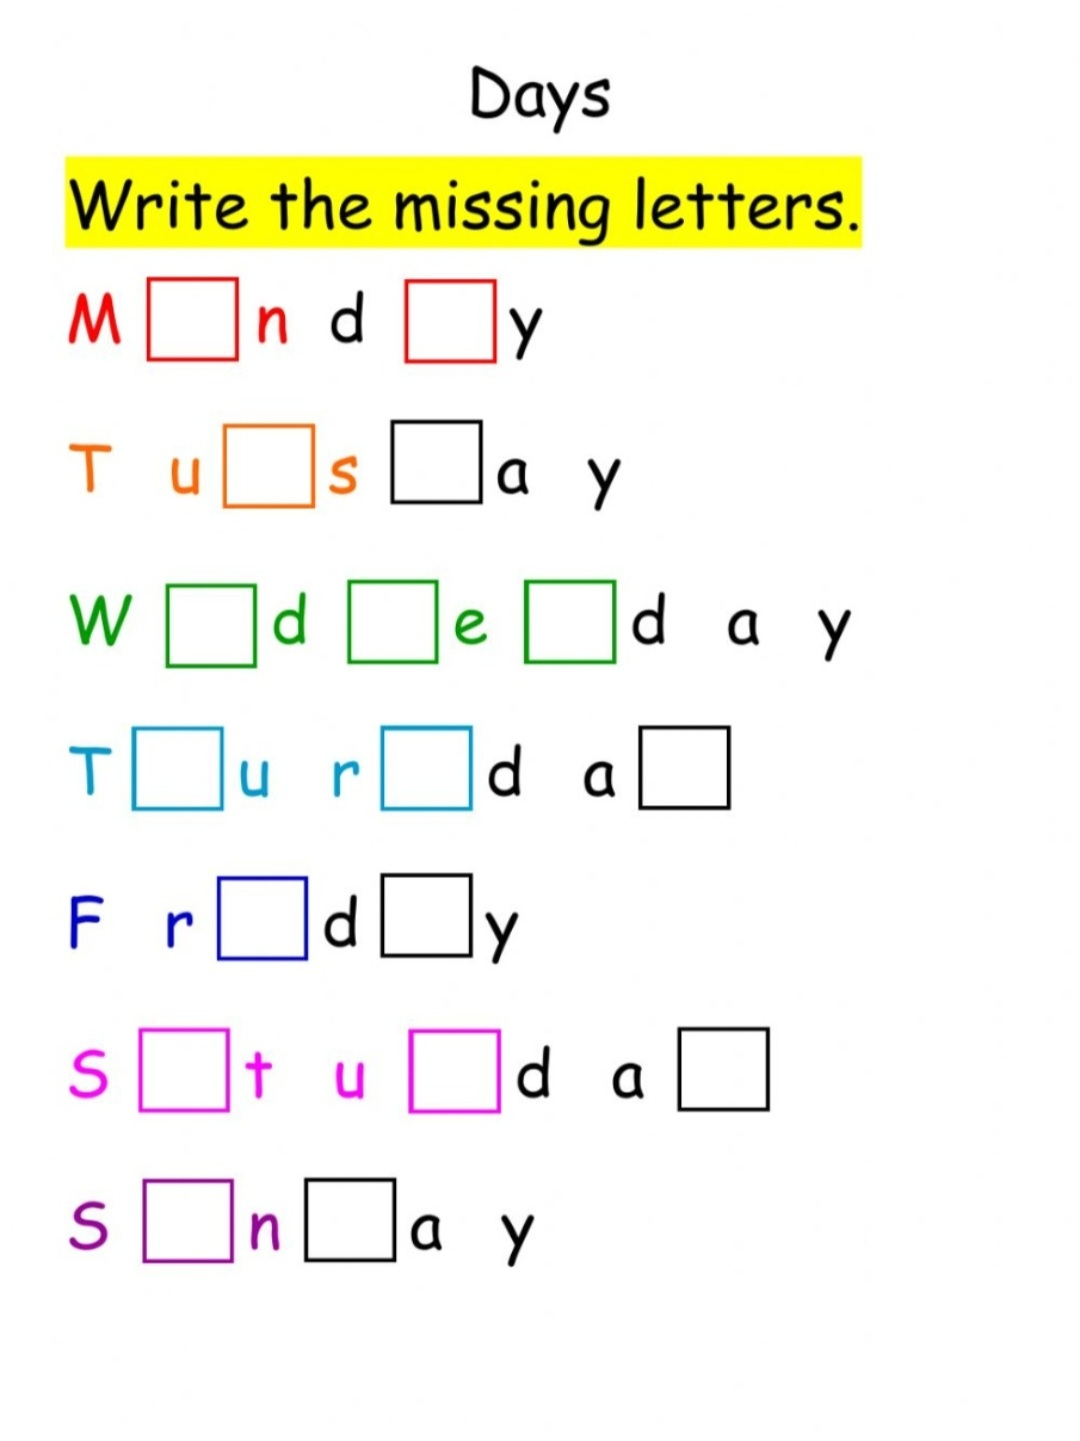 Days
Write the missing letters.
M □ n d □ y
T u □ s □ a y
W □ d □ e □ d a y
T □ u r □ d a □
F r □ d □ y
S □ t u □ d a □
S □ n □ a y